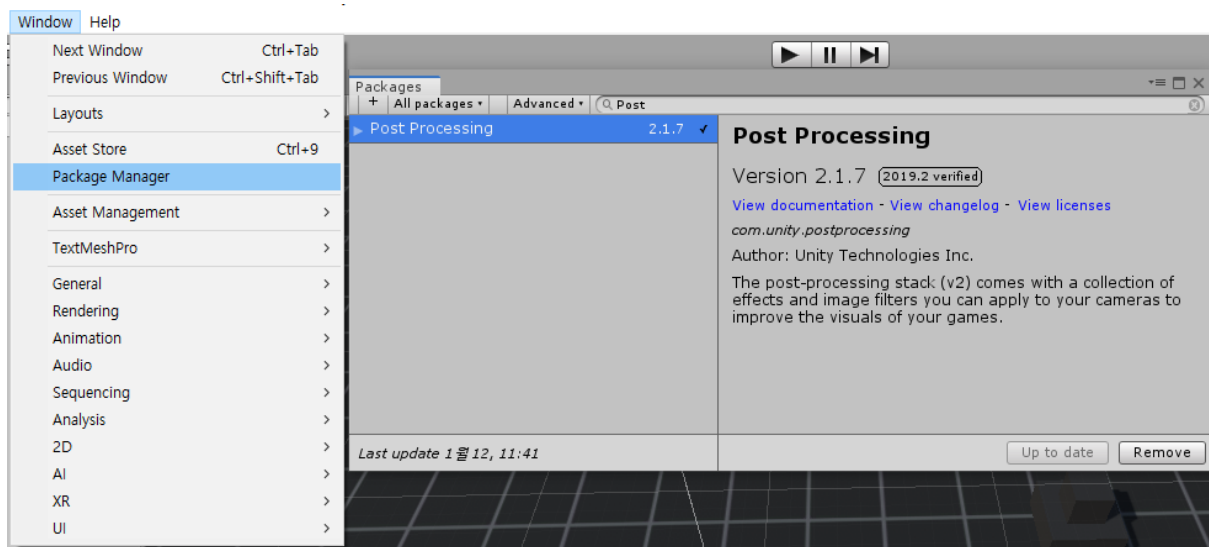 Window Help
Next Window Ctrl+Tab
Previous Window Ctrl+Shift+Tab
Layouts
Asset Store Ctrl+9
Package Manager
Asset Management
TextMeshPro
General
Rendering
Animation
Audio
Sequencing
Analysis
2D
AI
XR
UI
Packages
+ All packages Advanced Post
Post Processing 2.1.7
Last update 1월 12, 11:41
Post Processing
Version 2.1.7 2019.2 verified
View documentation - View changelog - View licenses
com.unity.postprocessing
Author: Unity Technologies Inc.
The post-processing stack (v2) comes with a collection of
effects and image filters you can apply to your cameras to
improve the visuals of your games.
Up to date Remove